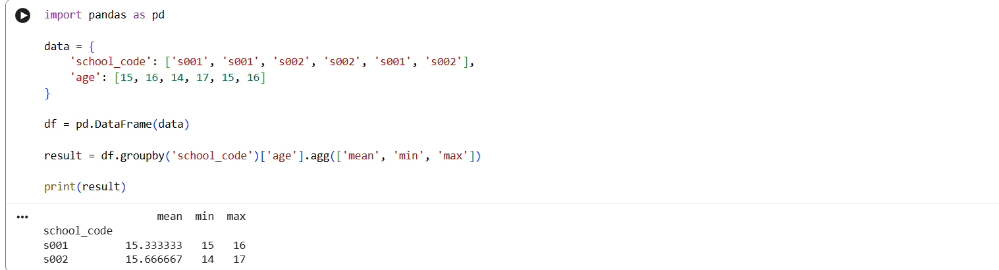 import pandas as pd
data = {
    'school_code': ['s001', 's001', 's002', 's002', 's001', 's002'],
    'age': [15, 16, 14, 17, 15, 16]
}
df = pd.DataFrame(data)
result = df.groupby('school_code')['age'].agg(['mean', 'min', 'max'])
print(result)
                  mean  min  max
school_code
s001         15.333333   15   16
s002         15.666667   14   17